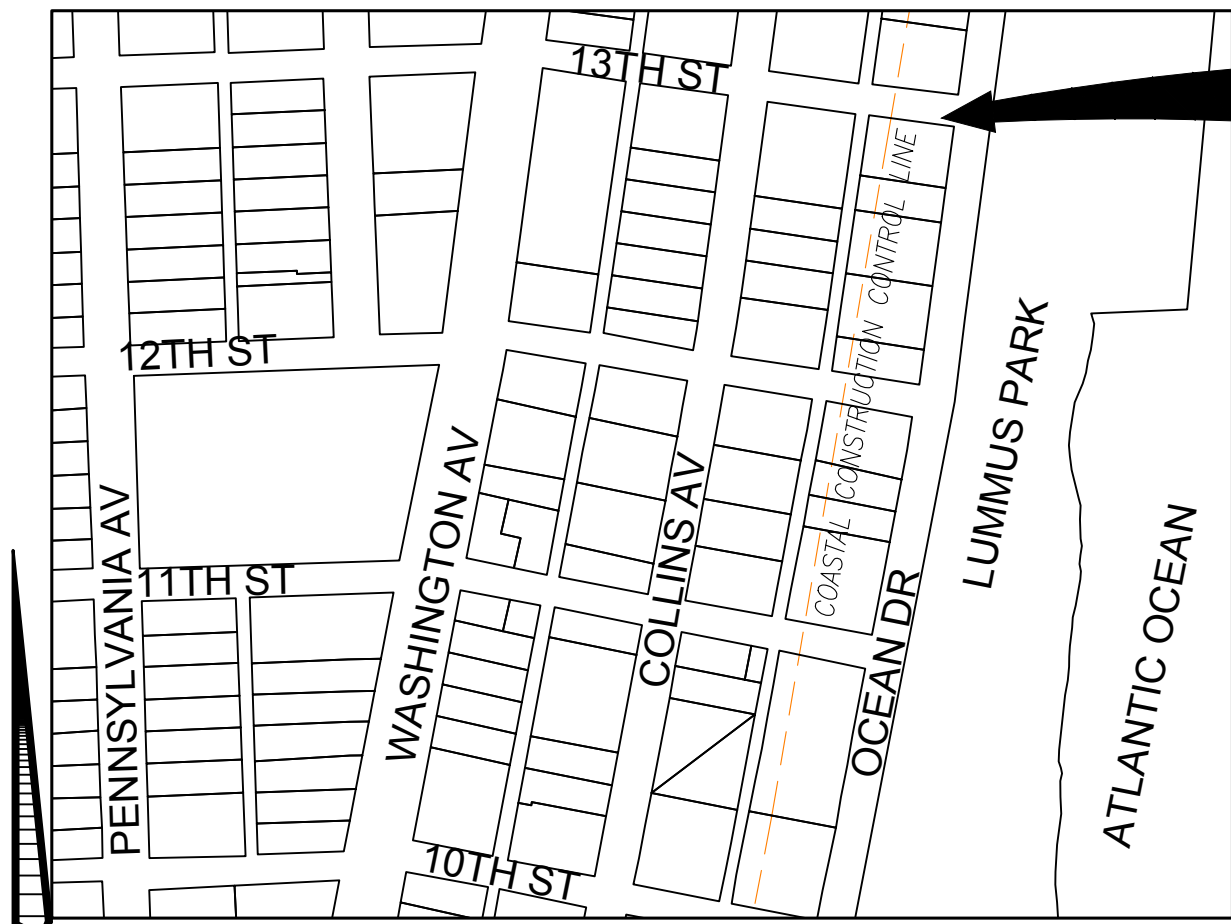 13TH ST
COASTAL CONSTRUCTION CONTROL LINE
12TH ST
LUMMUS PARK
WASHINGTON AV
COLLINS AV
PENNSYLVANIA AV
11TH ST
OCEAN DR
ATLANTIC OCEAN
10TH ST